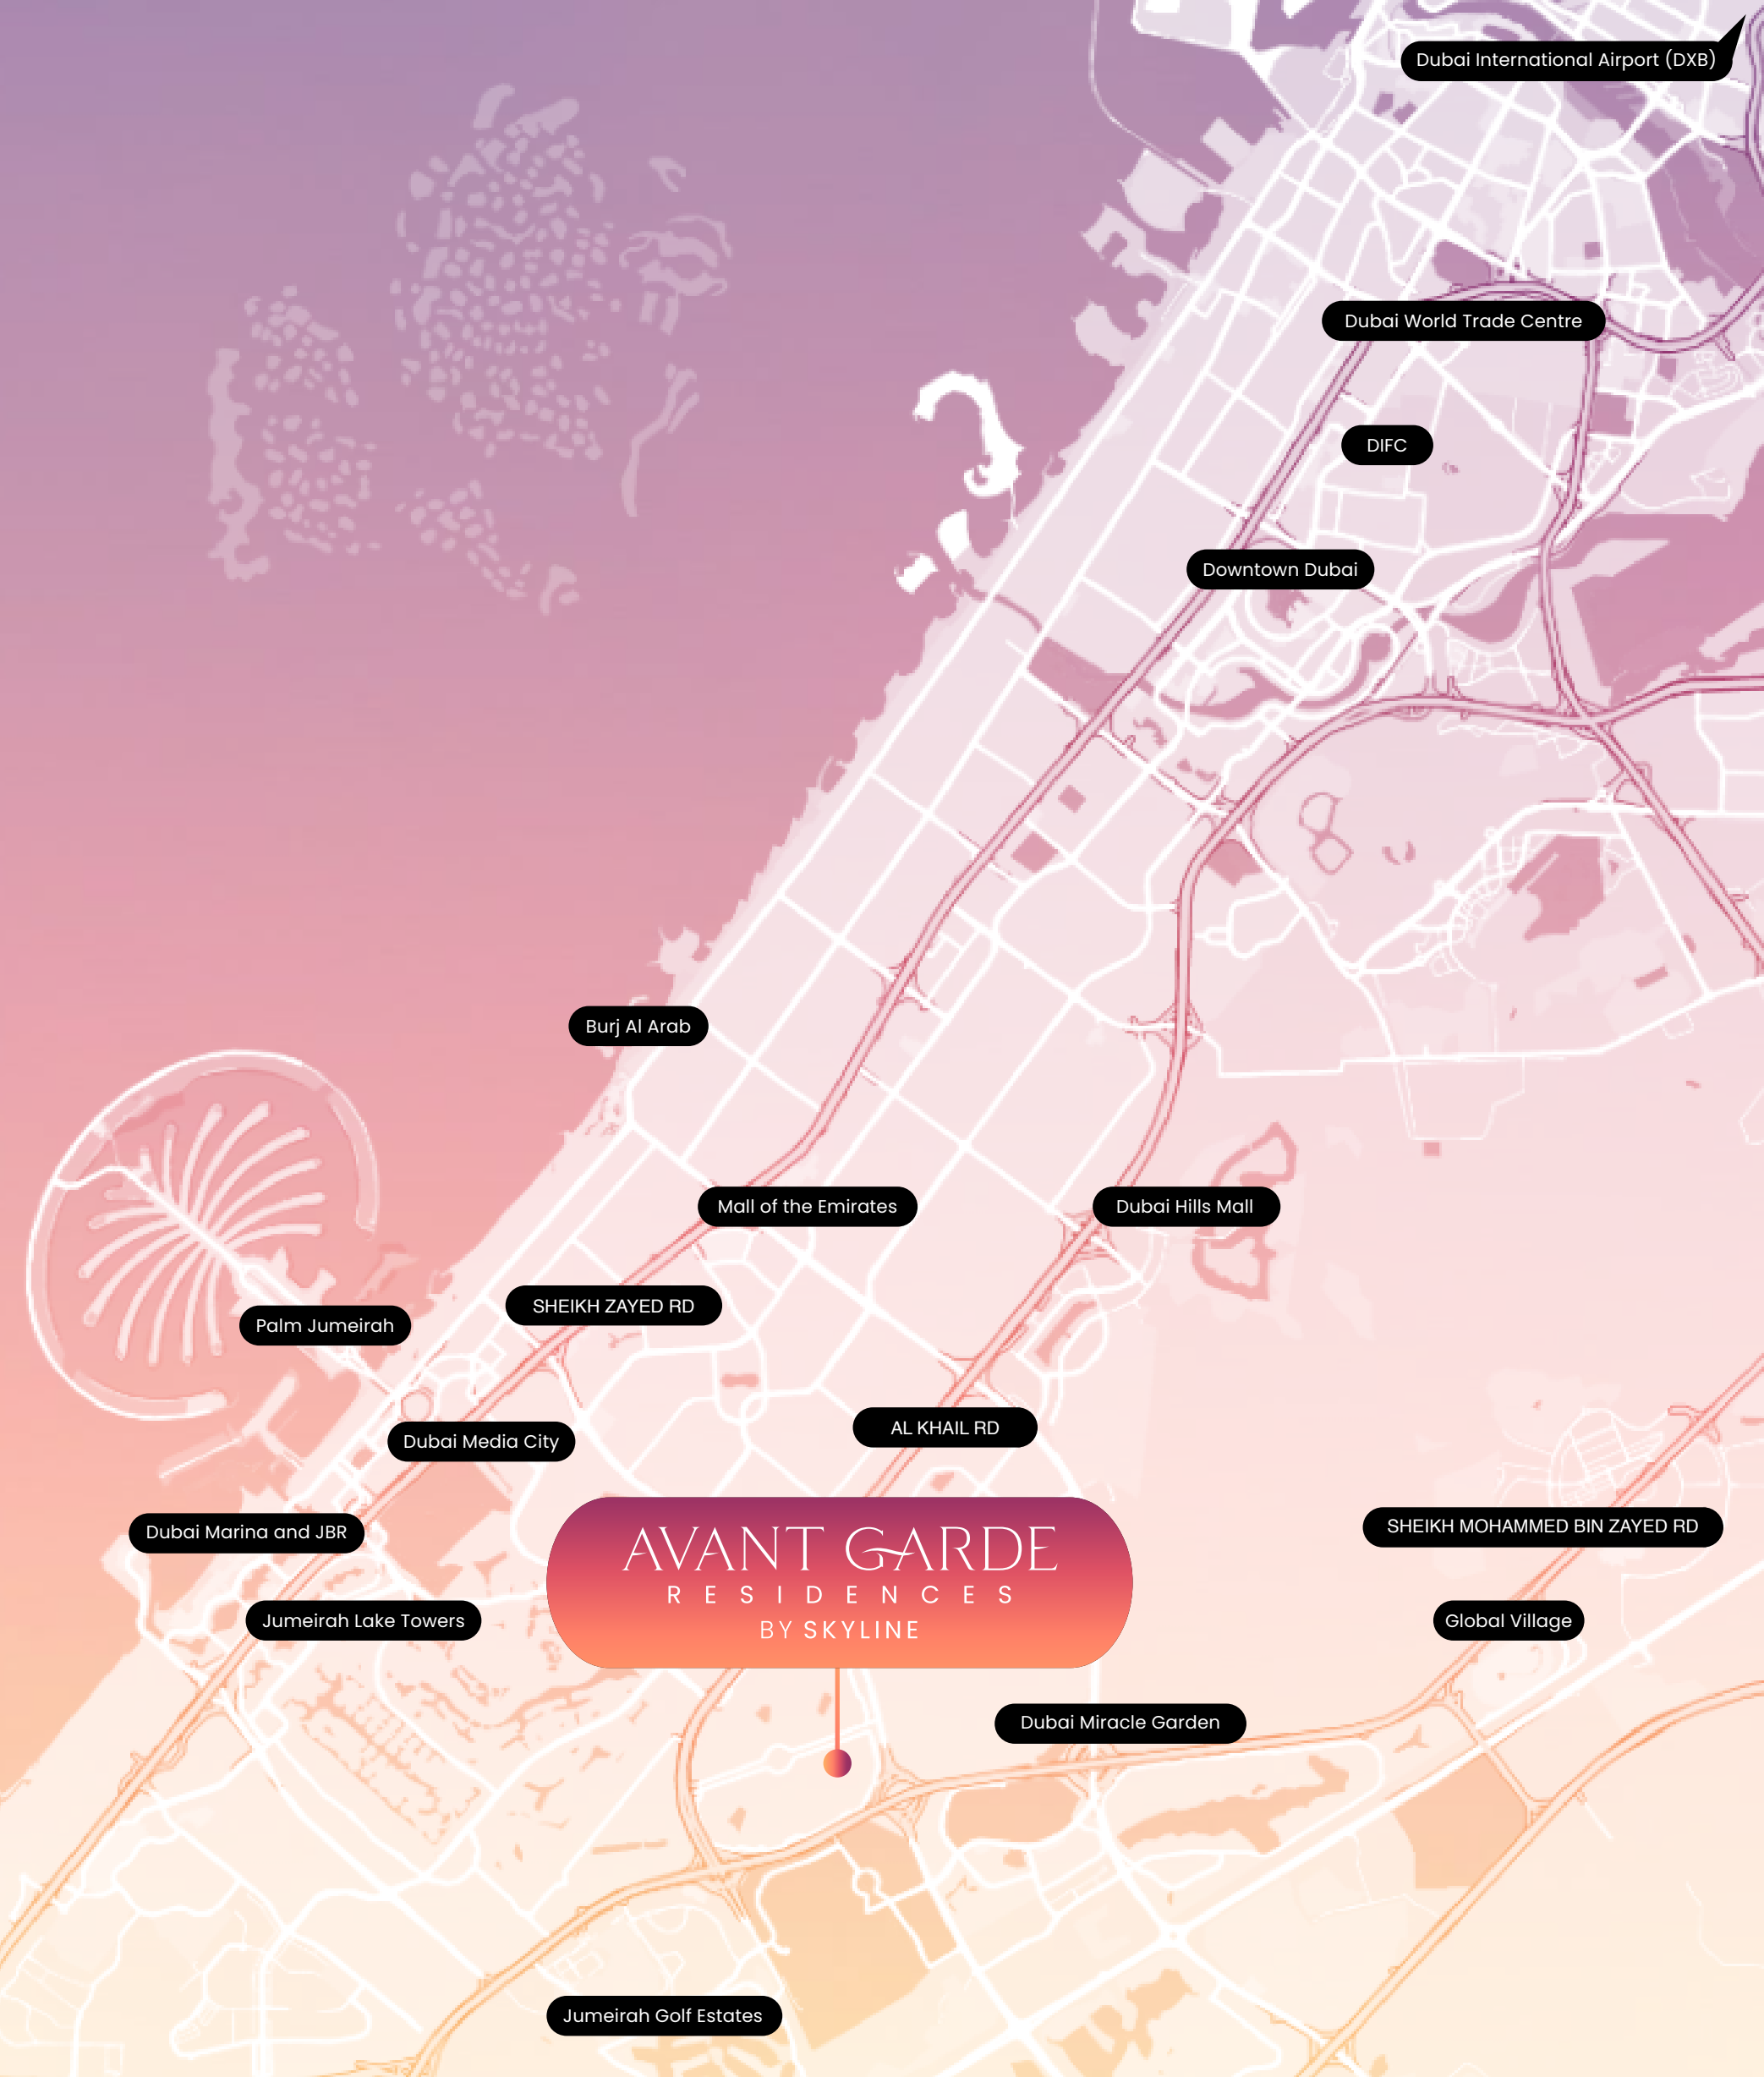 Dubai International Airport (DXB)
Dubai World Trade Centre
DIFC
Downtown Dubai
Burj Al Arab
Mall of the Emirates
Dubai Hills Mall
SHEIKH ZAYED RD
Palm Jumeirah
AL KHAIL RD
Dubai Media City
Dubai Marina and JBR
SHEIKH MOHAMMED BIN ZAYED RD
AVANT GARDE
RESIDENCES
BY SKYLINE
Jumeirah Lake Towers
Global Village
Dubai Miracle Garden
Jumeirah Golf Estates